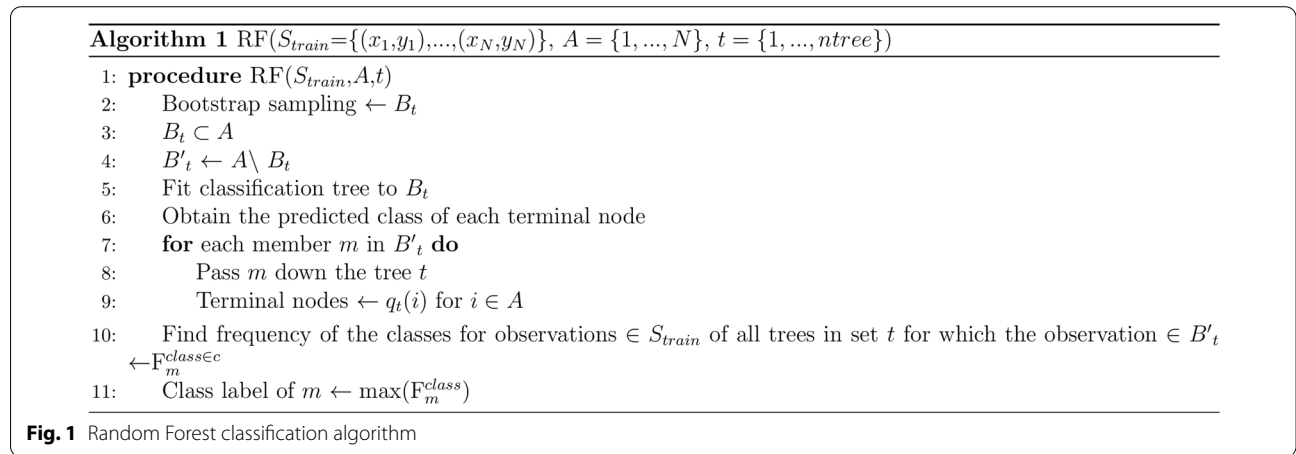 Algorithm 1 RF(S_train={(x_1,y_1),...,(x_N,y_N)}, A = {1, ..., N}, t = {1, ..., ntree})
1: procedure RF(S_train,A,t)
2: Bootstrap sampling ← B_t
3: B_t ⊂ A
4: B'_t ← A\ B_t
5: Fit classification tree to B_t
6: Obtain the predicted class of each terminal node
7: for each member m in B'_t do
8: Pass m down the tree t
9: Terminal nodes ← q_t(i) for i ∈ A
10: Find frequency of the classes for observations ∈ S_train of all trees in set t for which the observation ∈ B'_t
←F_m^{class∈c}
11: Class label of m ← max(F_m^{class})
Fig. 1 Random Forest classification algorithm